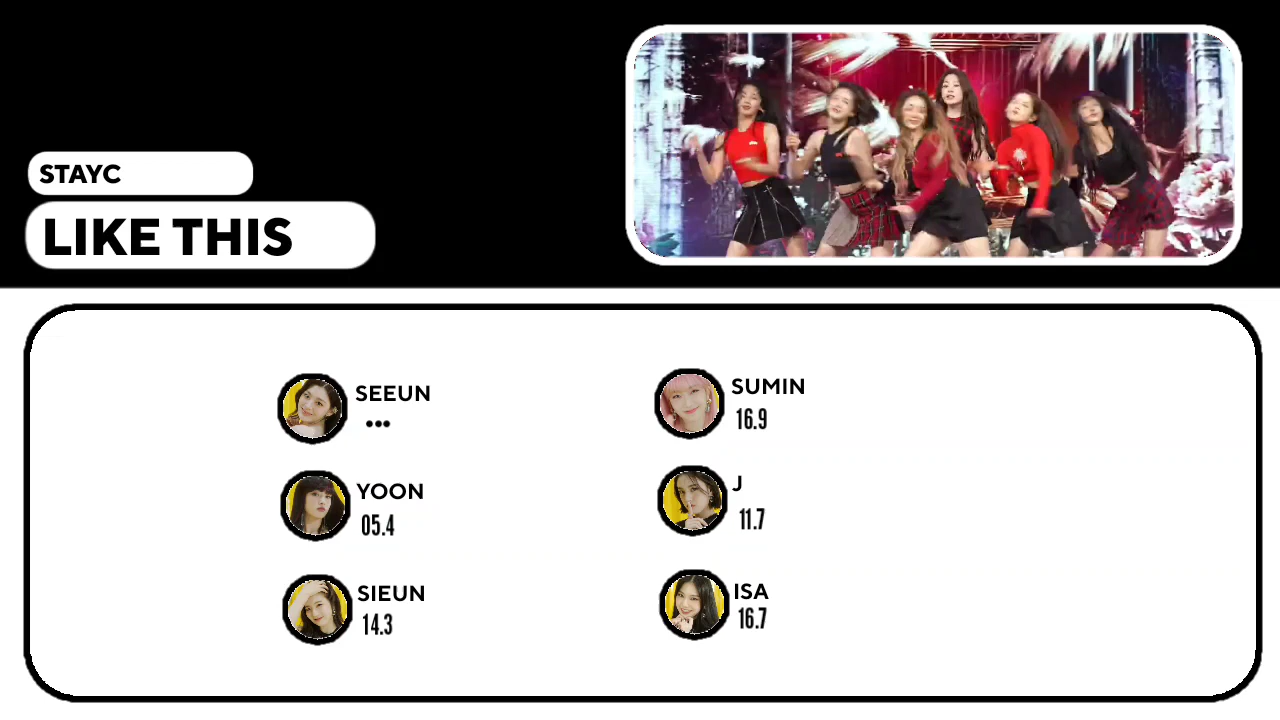 STAYC
LIKE THIS
SEEUN
•••
YOON
05.4
SIEUN
14.3
SUMIN
16.9
J
11.7
ISA
16.7